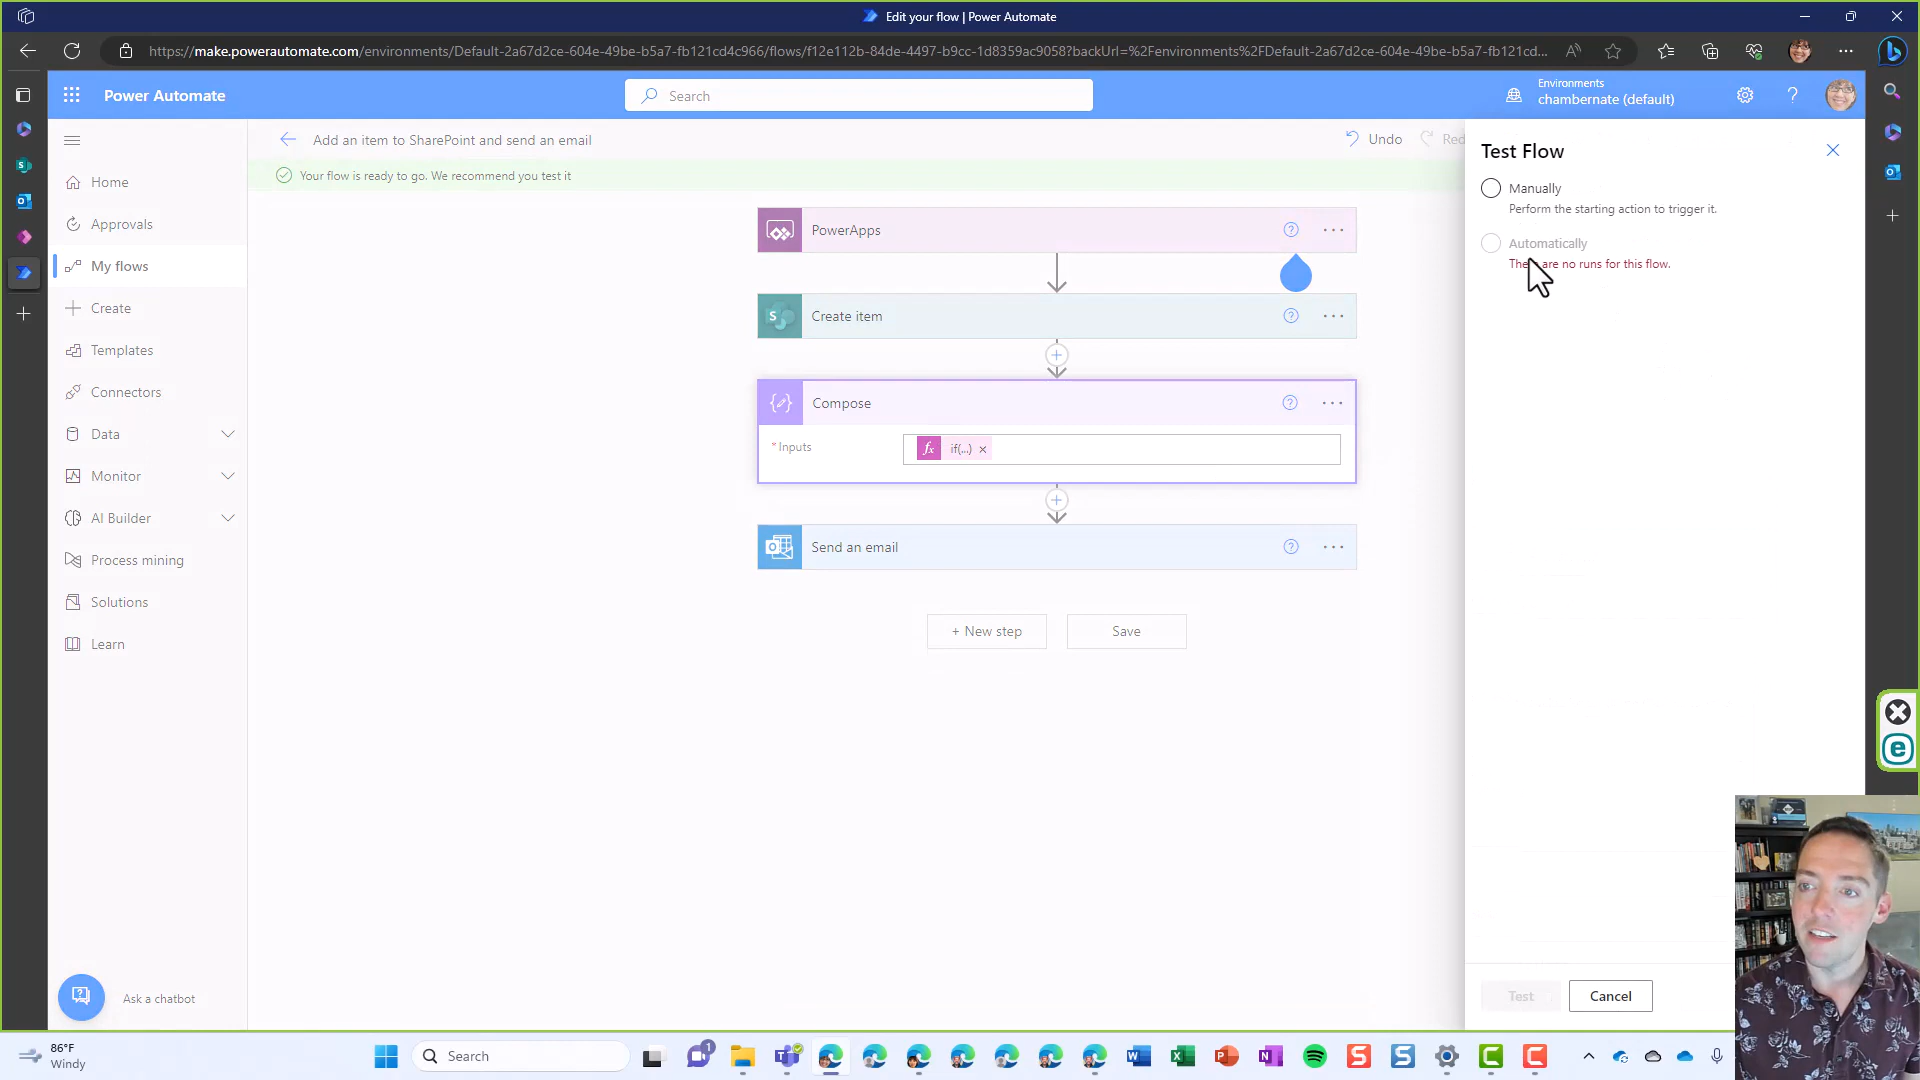 Edit your flow | Power Automate
https://make.powerautomate.com/environments/Default-2a67d2ce-604e-49be-b5a7-fb121cd4c966/flows/f12e112b-84de-4497-b9cc-1d8359ac9058?backUrl=%2Fenvironments%2FDefault-2a67d2ce-604e-49be-b5a7-fb121cd...
Power Automate
Search
Environments
chambernate (default)
Add an item to SharePoint and send an email
Undo
Red
Your flow is ready to go. We recommend you test it
Home
Approvals
My flows
Create
Templates
Connectors
Data
Monitor
AI Builder
Process mining
Solutions
Learn
Ask a chatbot
PowerApps
Create item
Compose
* Inputs
fx if(...) ×
Send an email
+ New step
Save
Test Flow
Manually
Perform the starting action to trigger it.
Automatically
are no runs for this flow.
Test
Cancel
86°F
Windy
Search
1